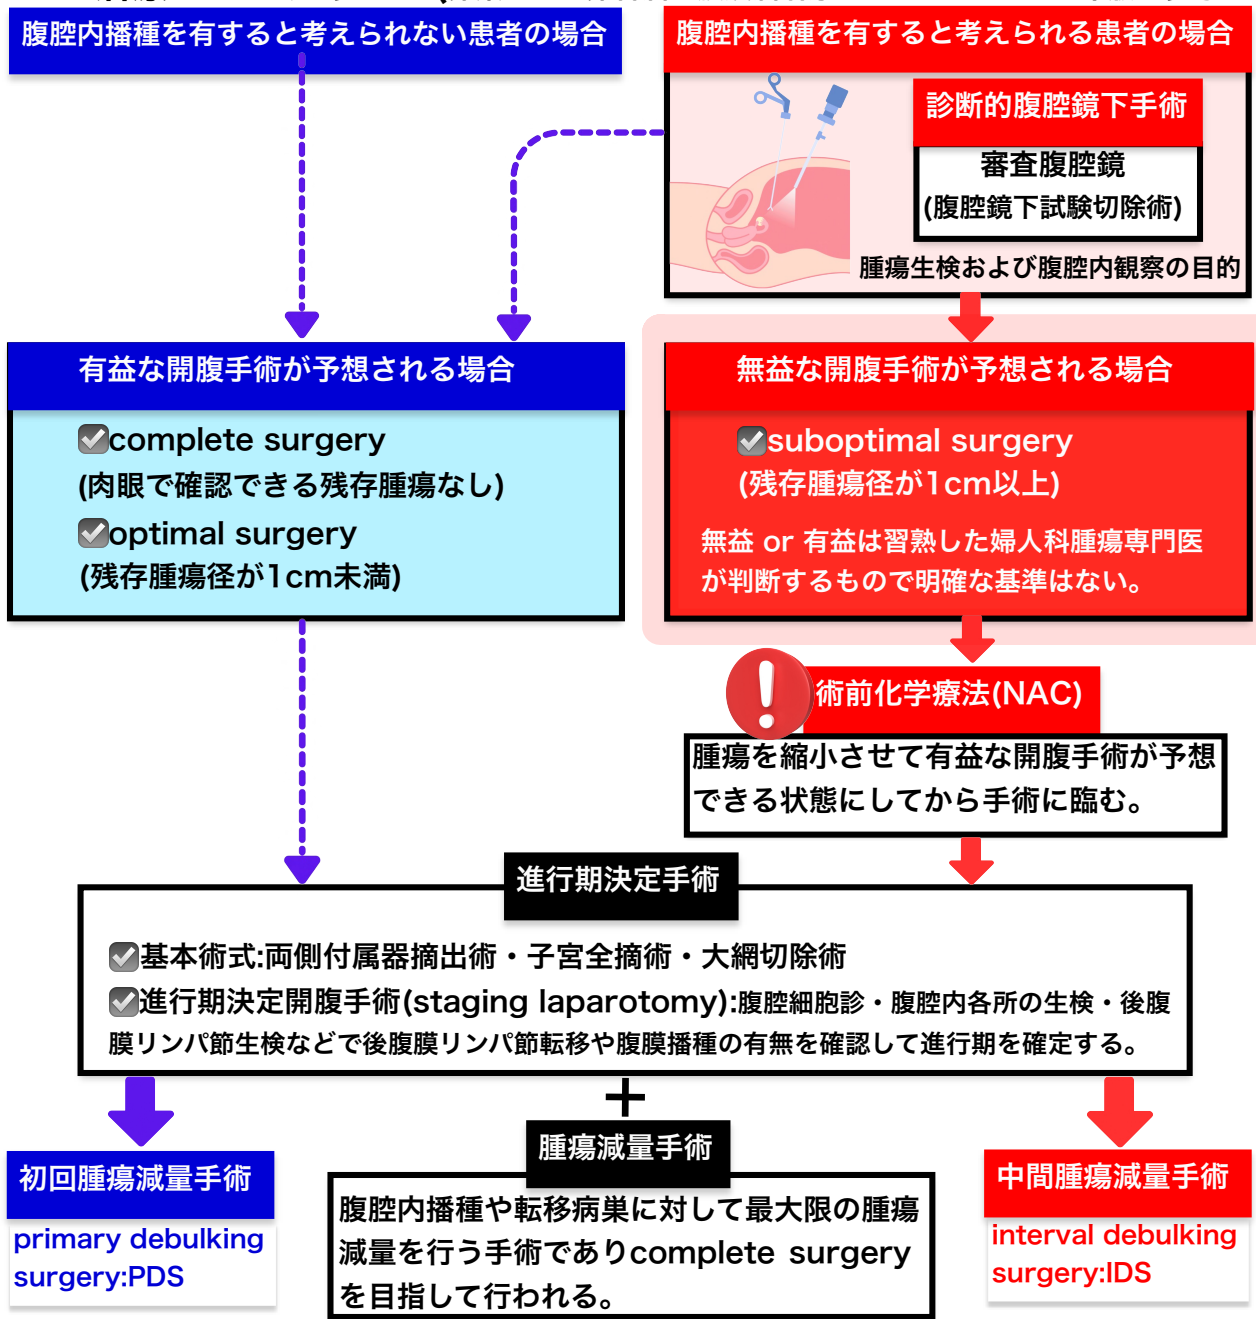 腹腔内播種を有すると考えられない患者の場合
腹腔内播種を有すると考えられる患者の場合
診断的腹腔鏡下手術
審査腹腔鏡
(腹腔鏡下試験切除術)
腫瘍生検および腹腔内観察の目的
有益な開腹手術が予想される場合
complete surgery
(肉眼で確認できる残存腫瘍なし)
optimal surgery
(残存腫瘍径が1cm未満)
無益な開腹手術が予想される場合
suboptimal surgery
(残存腫瘍径が1cm以上)
無益 or 有益は習熟した婦人科腫瘍専門医
が判断するもので明確な基準はない。
術前化学療法(NAC)
腫瘍を縮小させて有益な開腹手術が予想
できる状態にしてから手術に臨む。
進行期決定手術
基本術式:両側付属器摘出術・子宮全摘術・大網切除術
進行期決定開腹手術(staging laparotomy):腹腔細胞診・腹腔内各所の生検・後腹
膜リンパ節生検などで後腹膜リンパ節転移や腹膜播種の有無を確認して進行期を確定する。
+
初回腫瘍減量手術
primary debulking
surgery:PDS
腫瘍減量手術
腹腔内播種や転移病巣に対して最大限の腫瘍
減量を行う手術でありcomplete surgery
を目指して行われる。
中間腫瘍減量手術
interval debulking
surgery:IDS